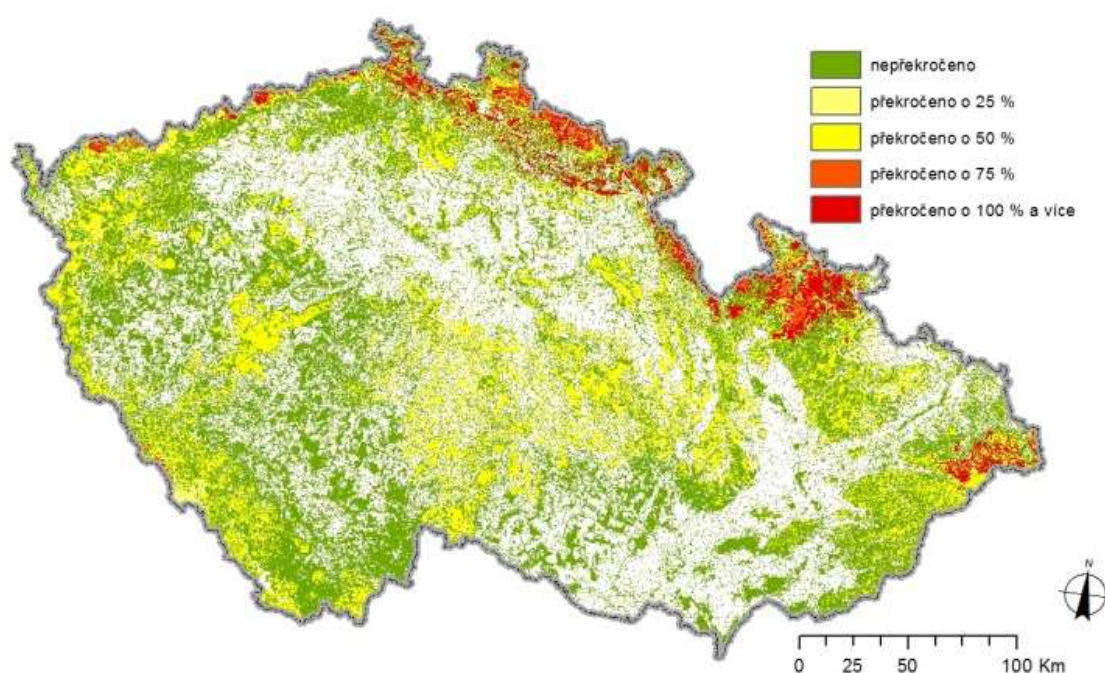 nepřekročeno
překročeno o 25 %
překročeno o 50 %
překročeno o 75 %
překročeno o 100 % a více
N
0 25 50 100 Km